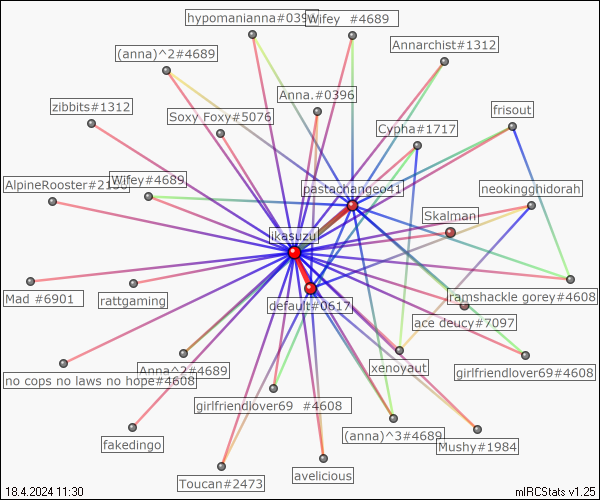 hypomanianna#0396
Wifey #4689
Annarchist#1312
(anna)^2#4689
Anna.#0396
zibbits#1312
Soxy Foxy#5076
frisout
Cypha#1717
AlpineRooster#2
Wifey#4689
pastachangeo41
neokingghidorah
Skalman
ikasuzu
Mad #6901
rattgaming
default#0617
ramshackle gorey#4608
ace deucy#7097
Anna^2#4689
xenoyaut
girlfriendlover69#4608
no cops no laws no hope#4608
girlfriendlover69 #4608
fakedingo
(anna)^3#4689
Mushy#1984
Toucan#2473
avelicious
18.4.2024 11:30
mIRCStats v1.25